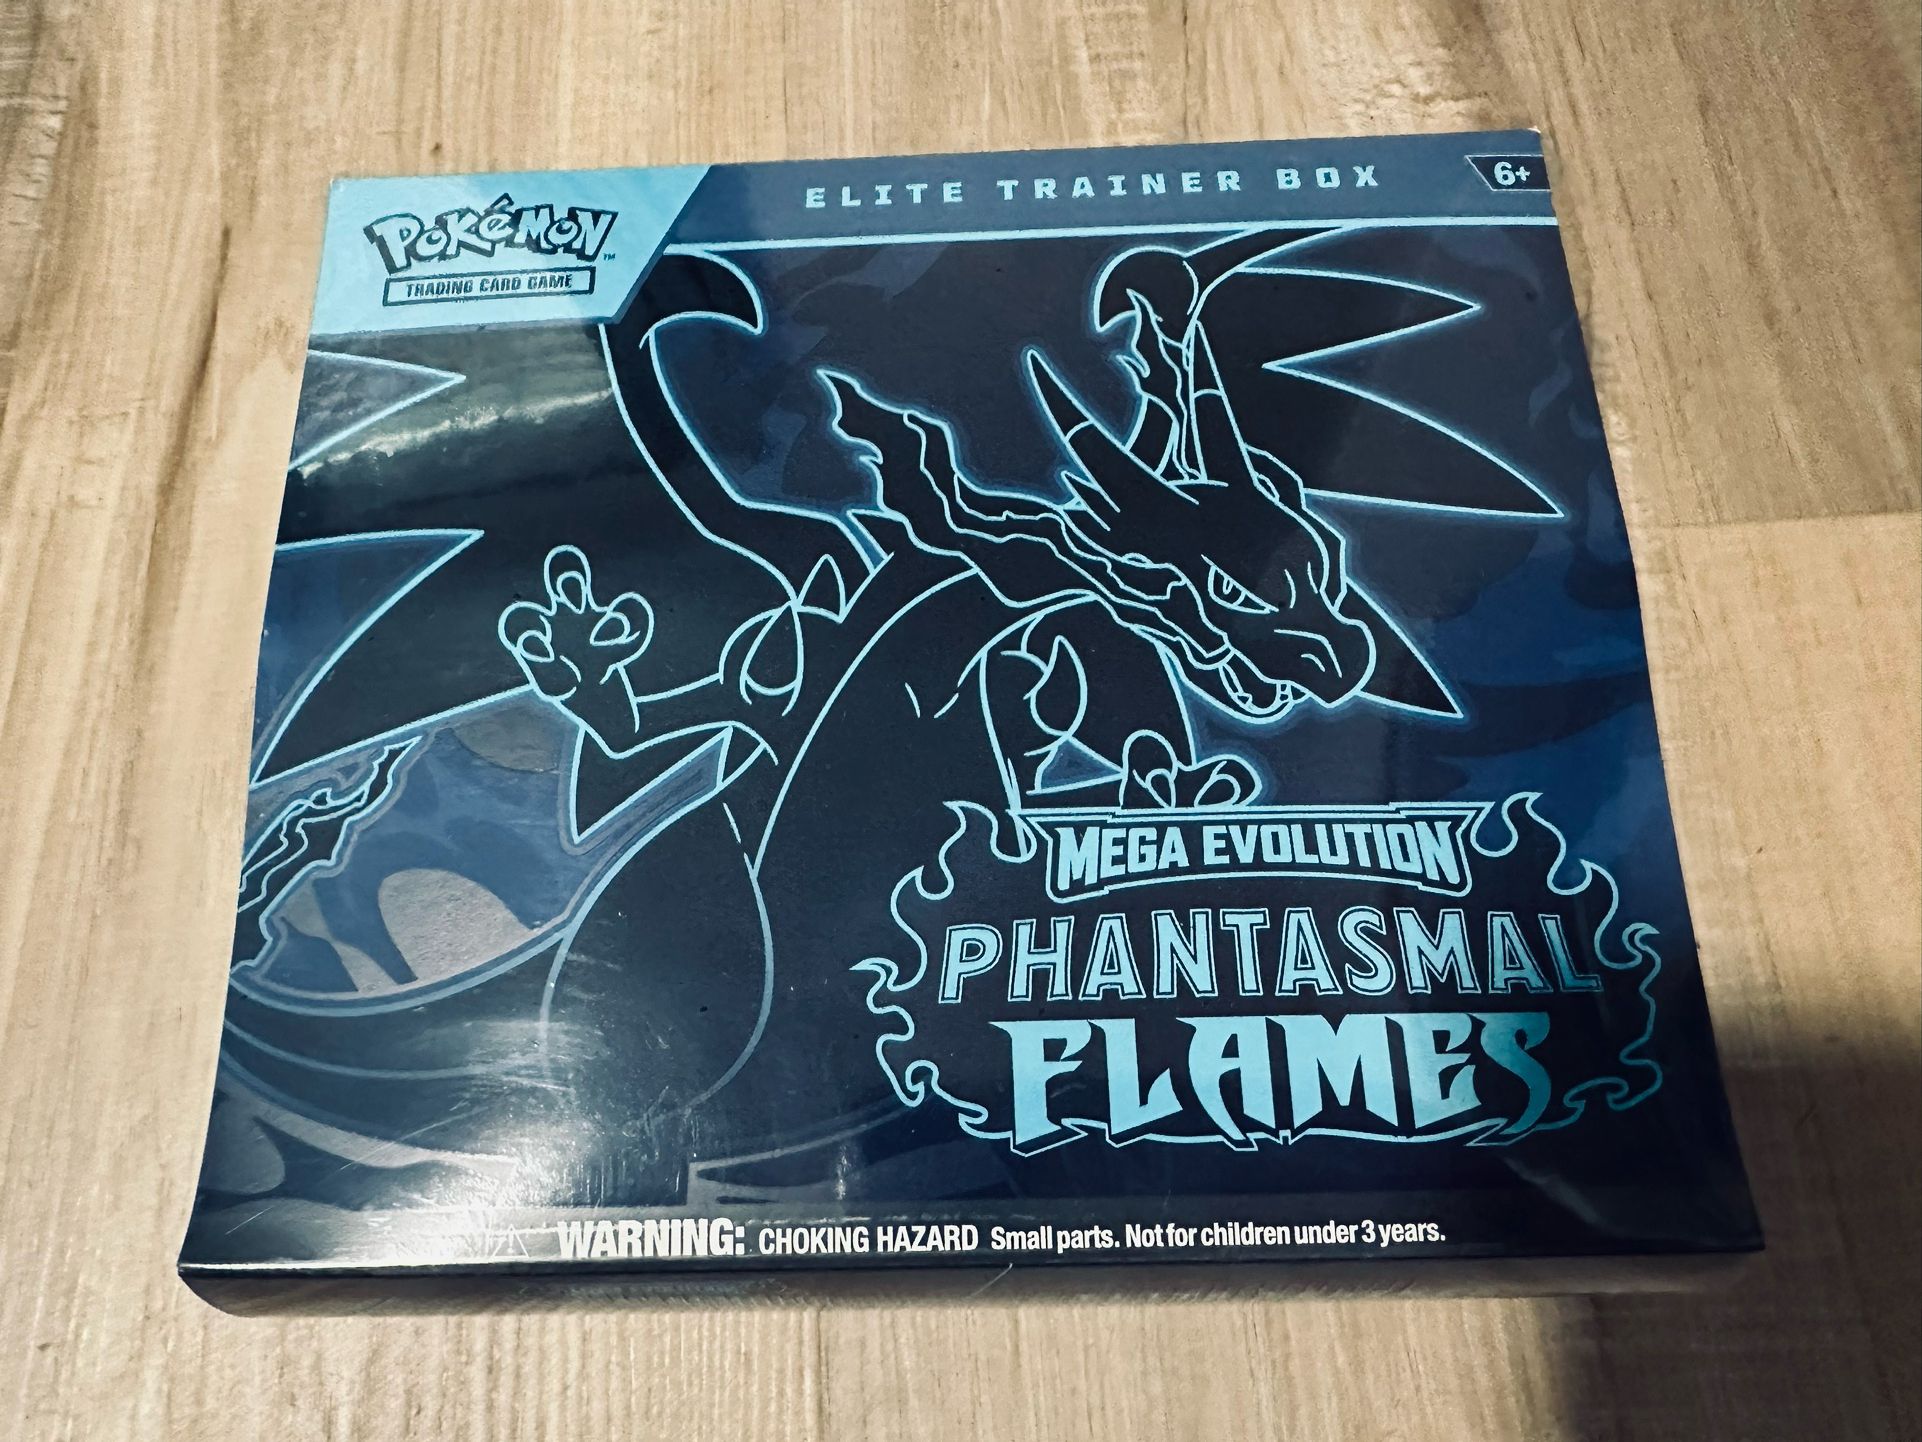 POKéMON™
TRADING CARD GAME
ELITE TRAINER BOX
6+
MEGA EVOLUTION
PHANTASMAL
FLAMES
WARNING: CHOKING HAZARD Small parts. Not for children under 3 years.